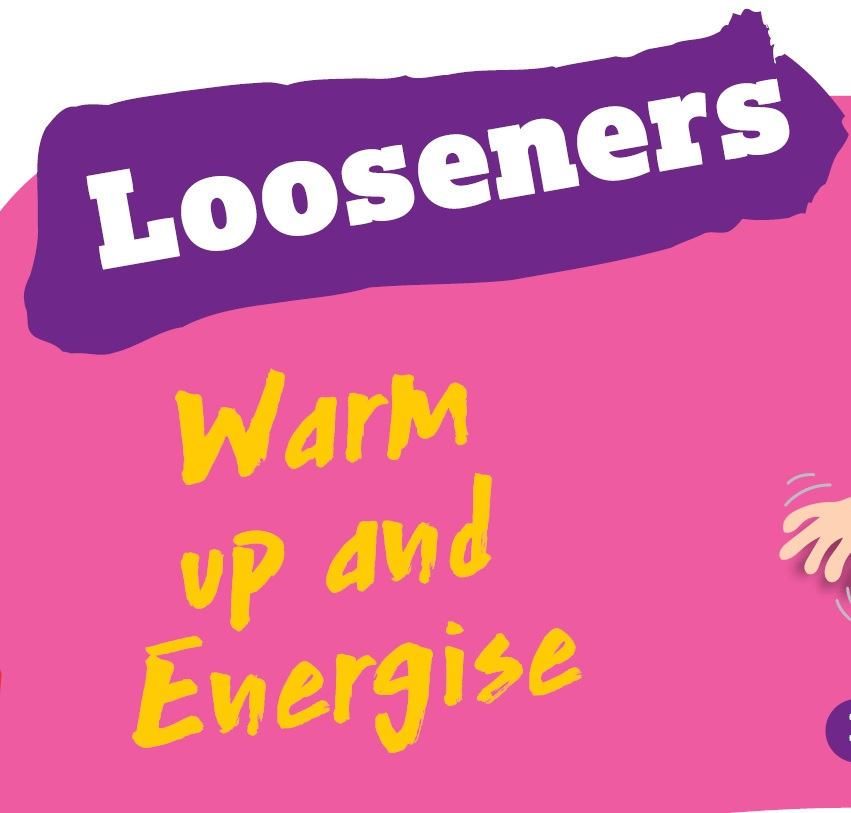 Looseners
Warm
up and
Energise